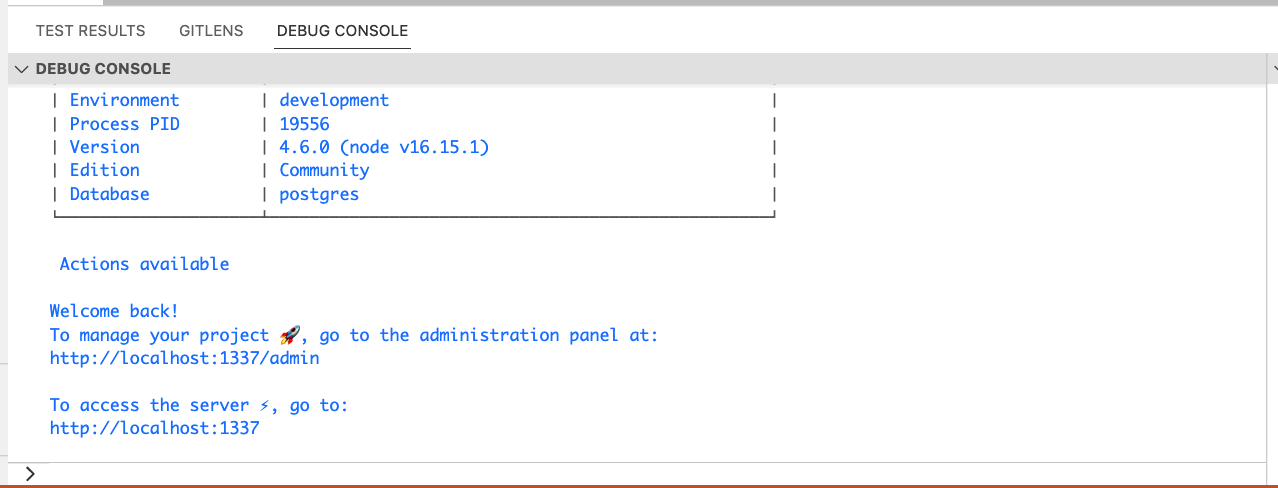 TEST RESULTS GITLENS DEBUG CONSOLE
DEBUG CONSOLE
| Environment | development |
| Process PID | 19556 |
| Version | 4.6.0 (node v16.15.1) |
| Edition | Community |
| Database | postgres |
Actions available
Welcome back!
To manage your project 🚀, go to the administration panel at:
http://localhost:1337/admin
To access the server ⚡, go to:
http://localhost:1337